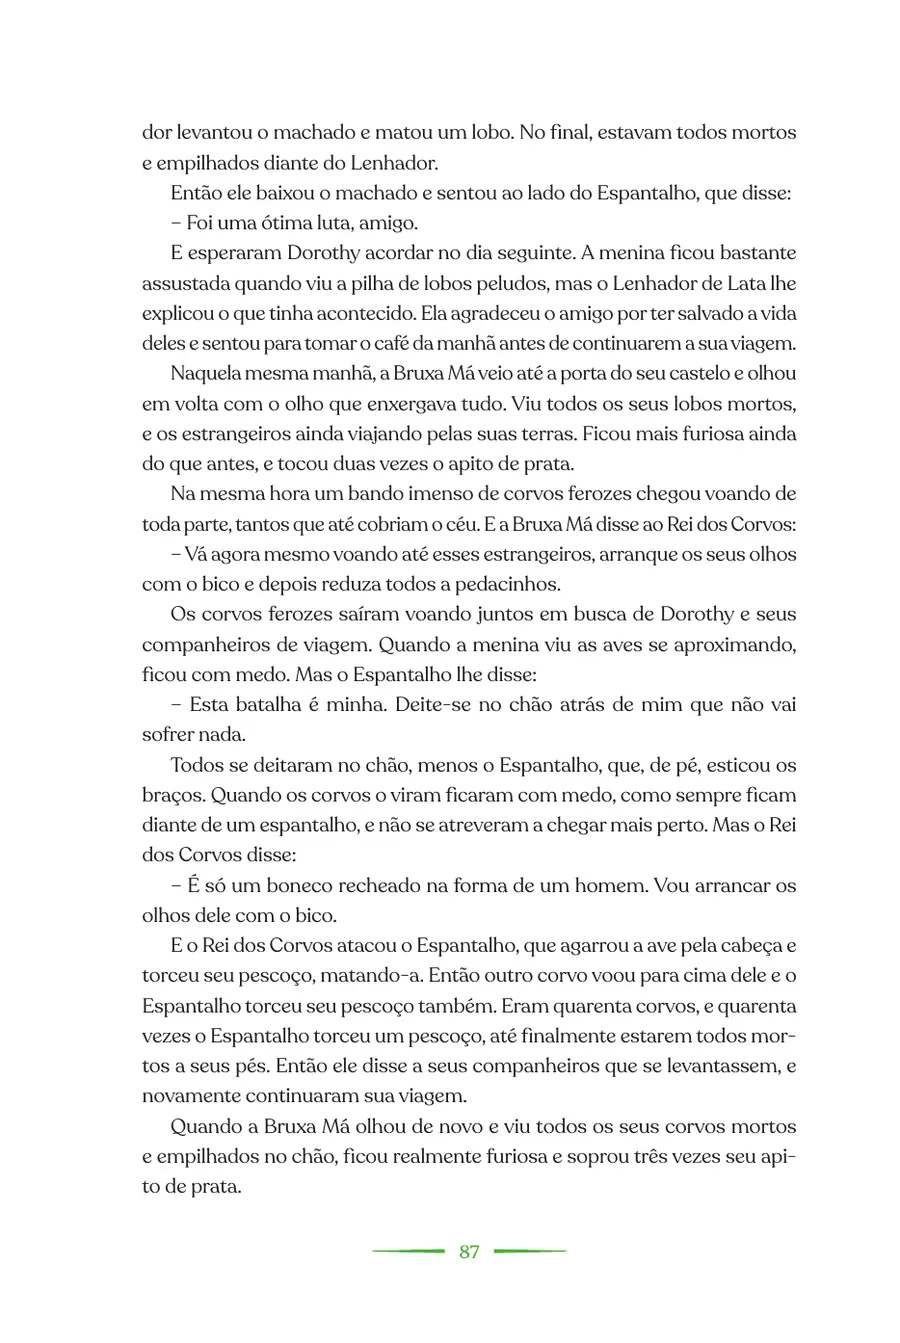 dor levantou o machado e matou um lobo. No final, estavam todos mortos
e empilhados diante do Lenhador.
Então ele baixou o machado e sentou ao lado do Espantalho, que disse:
– Foi uma ótima luta, amigo.
E esperaram Dorothy acordar no dia seguinte. A menina ficou bastante
assustada quando viu a pilha de lobos peludos, mas o Lenhador de Lata lhe
explicou o que tinha acontecido. Ela agradeceu o amigo por ter salvado a vida
deles e sentou para tomar o café da manhã antes de continuarem a sua viagem.
Naquela mesma manhã, a Bruxa Má veio até a porta do seu castelo e olhou
em volta com o olho que enxergava tudo. Viu todos os seus lobos mortos,
e os estrangeiros ainda viajando pelas suas terras. Ficou mais furiosa ainda
do que antes, e tocou duas vezes o apito de prata.
Na mesma hora um bando imenso de corvos ferozes chegou voando de
toda parte, tantos que até cobriam o céu. E a Bruxa Má disse ao Rei dos Corvos:
– Vá agora mesmo voando até esses estrangeiros, arranque os seus olhos
com o bico e depois reduza todos a pedacinhos.
Os corvos ferozes saíram voando juntos em busca de Dorothy e seus
companheiros de viagem. Quando a menina viu as aves se aproximando,
ficou com medo. Mas o Espantalho lhe disse:
– Esta batalha é minha. Deite-se no chão atrás de mim que não vai
sofrer nada.
Todos se deitaram no chão, menos o Espantalho, que, de pé, esticou os
braços. Quando os corvos o viram ficaram com medo, como sempre ficam
diante de um espantalho, e não se atreveram a chegar mais perto. Mas o Rei
dos Corvos disse:
– É só um boneco recheado na forma de um homem. Vou arrancar os
olhos dele com o bico.
E o Rei dos Corvos atacou o Espantalho, que agarrou a ave pela cabeça e
torceu seu pescoço, matando-a. Então outro corvo voou para cima dele e o
Espantalho torceu seu pescoço também. Eram quarenta corvos, e quarenta
vezes o Espantalho torceu um pescoço, até finalmente estarem todos mor-
tos a seus pés. Então ele disse a seus companheiros que se levantassem, e
novamente continuaram sua viagem.
Quando a Bruxa Má olhou de novo e viu todos os seus corvos mortos
e empilhados no chão, ficou realmente furiosa e soprou três vezes seu api-
to de prata.
87